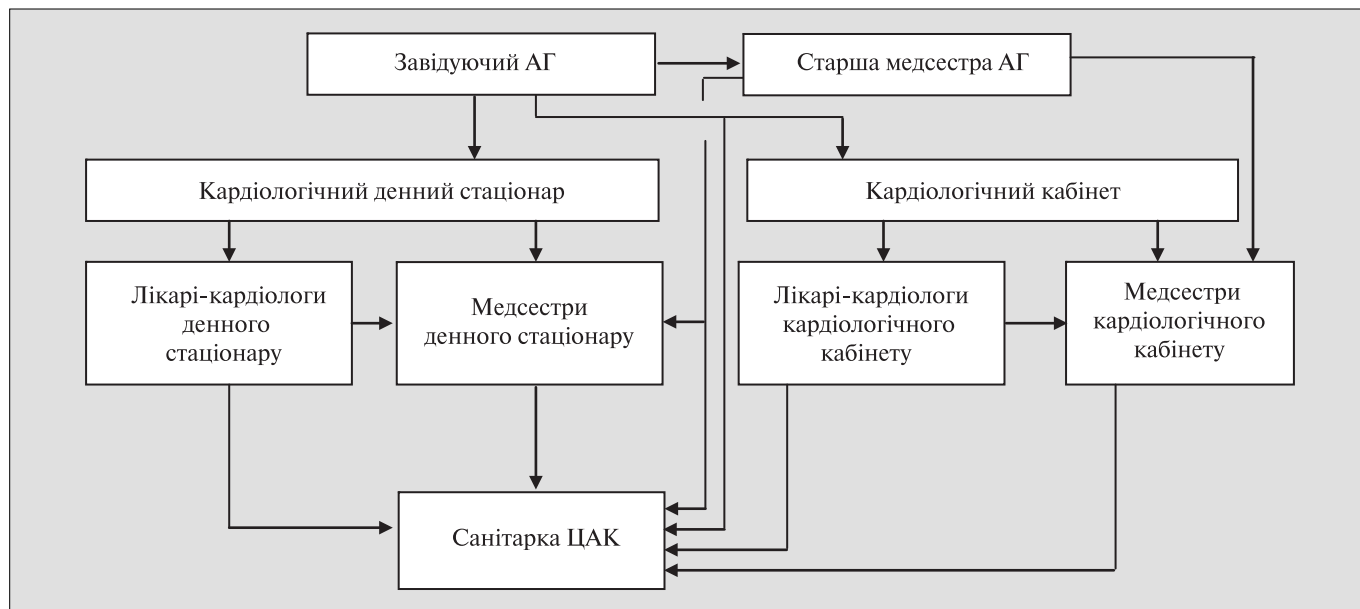 Завідуючий АГ
Старша медсестра АГ
Кардіологічний денний стаціонар
Кардіологічний кабінет
Лікарі-кардіологи
денного
стаціонару
Медсестри
денного стаціонару
Лікарі-кардіологи
кардіологічного
кабінету
Медсестри
кардіологічного
кабінету
Санітарка ЦАК